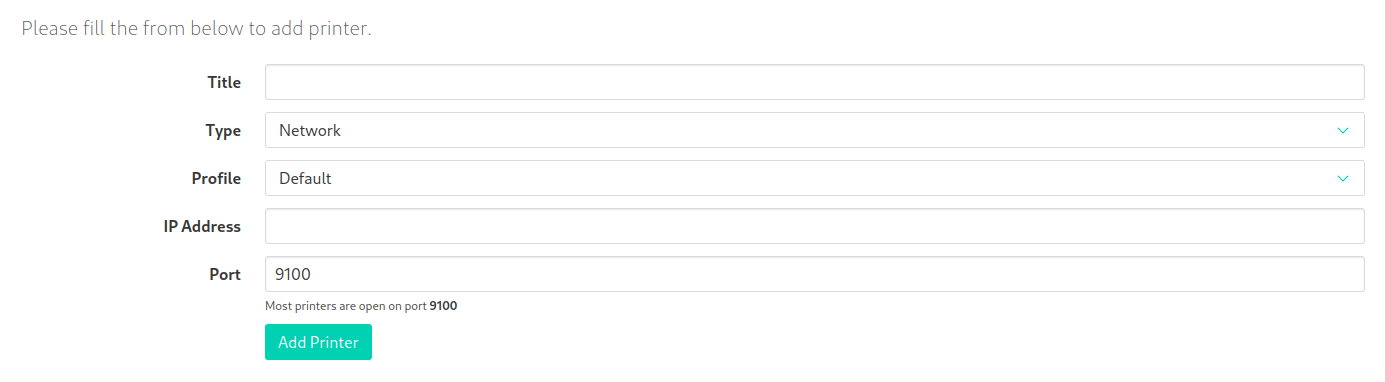 Please fill the from below to add printer.
Title
Type Network
Profile Default
IP Address
Port 9100
Most printers are open on port 9100
Add Printer